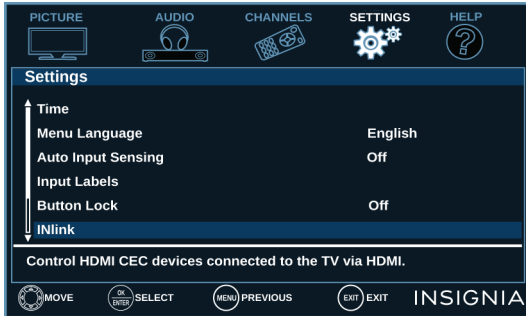 PICTURE AUDIO CHANNELS SETTINGS HELP
Settings
Time
Menu Language English
Auto Input Sensing Off
Input Labels
Button Lock Off
INlink
Control HDMI CEC devices connected to the TV via HDMI.
MOVE OK ENTER SELECT MENU PREVIOUS EXIT EXIT INSIGNIA